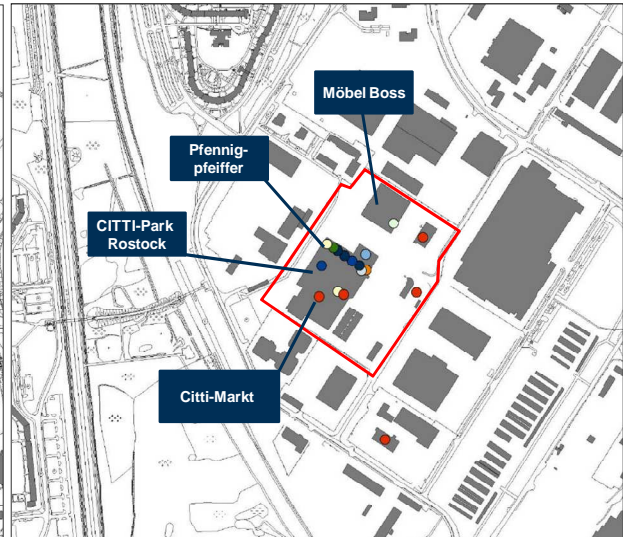 Möbel Boss
Pfennig-
pfeiffer
CITTI-Park
Rostock
Citti-Markt